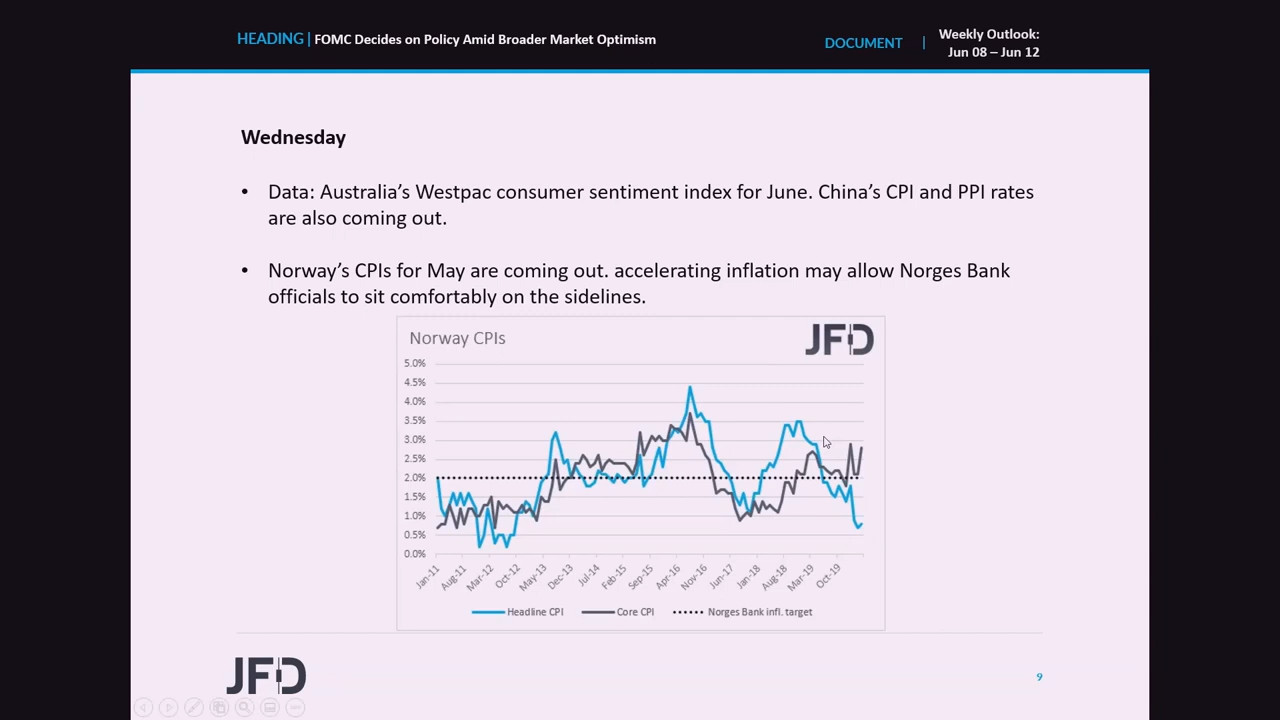 HEADING | FOMC Decides on Policy Amid Broader Market Optimism
DOCUMENT | Weekly Outlook:
Jun 08 – Jun 12
Wednesday
• Data: Australia’s Westpac consumer sentiment index for June. China’s CPI and PPI rates
are also coming out.
• Norway’s CPIs for May are coming out. accelerating inflation may allow Norges Bank
officials to sit comfortably on the sidelines.
Norway CPIs
JFD
5.0%
4.5%
4.0%
3.5%
3.0%
2.5%
2.0%
1.5%
1.0%
0.5%
0.0%
Jan-11 Aug-11 Mar-12 Oct-12 May-13 Dec-13 Jul-14 Feb-15 Sep-15 Apr-16 Nov-16 Jun-17 Jan-18 Aug-18 Mar-19 Oct-19
Headline CPI Core CPI Norges Bank infl. target
JFD
9